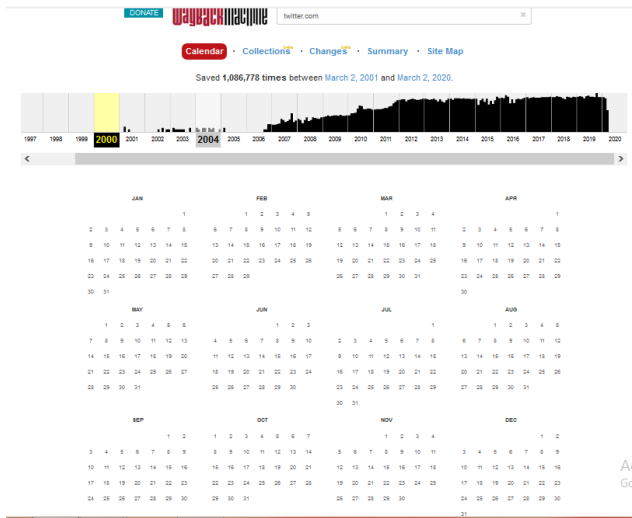 DONATE
WayBackMachine
twitter.com
×
Calendar · Collections beta · Changes beta · Summary · Site Map
Saved 1,086,778 times between March 2, 2001 and March 2, 2020.
1997 1998 1999 2000 2001 2002 2003 2004 2005 2006 2007 2008 2009 2010 2011 2012 2013 2014 2015 2016 2017 2018 2019 2020
JAN FEB MAR APR
1 1 2 3 4 5 1 2 3 4 1
2 3 4 5 6 7 8 6 7 8 9 10 11 12 5 6 7 8 9 10 11 2 3 4 5 6 7 8
9 10 11 12 13 14 15 13 14 15 16 17 18 19 12 13 14 15 16 17 18 9 10 11 12 13 14 15
16 17 18 19 20 21 22 20 21 22 23 24 25 26 19 20 21 22 23 24 25 16 17 18 19 20 21 22
23 24 25 26 27 28 29 27 28 29 26 27 28 29 30 31 23 24 25 26 27 28 29
30 31 30
MAY JUN JUL AUG
1 2 3 4 5 6 1 2 3 1 1 2 3 4 5
7 8 9 10 11 12 13 4 5 6 7 8 9 10 2 3 4 5 6 7 8 6 7 8 9 10 11 12
14 15 16 17 18 19 20 11 12 13 14 15 16 17 9 10 11 12 13 14 15 13 14 15 16 17 18 19
21 22 23 24 25 26 27 18 19 20 21 22 23 24 16 17 18 19 20 21 22 20 21 22 23 24 25 26
28 29 30 31 25 26 27 28 29 30 23 24 25 26 27 28 29 27 28 29 30 31
30 31
SEP OCT NOV DEC
1 2 1 2 3 4 5 6 7 1 2 3 4 1 2
3 4 5 6 7 8 9 8 9 10 11 12 13 14 5 6 7 8 9 10 11 3 4 5 6 7 8 9
10 11 12 13 14 15 16 15 16 17 18 19 20 21 12 13 14 15 16 17 18 10 11 12 13 14 15 16
17 18 19 20 21 22 23 22 23 24 25 26 27 28 19 20 21 22 23 24 25 17 18 19 20 21 22 23
24 25 26 27 28 29 30 29 30 31 26 27 28 29 30 24 25 26 27 28 29 30
31